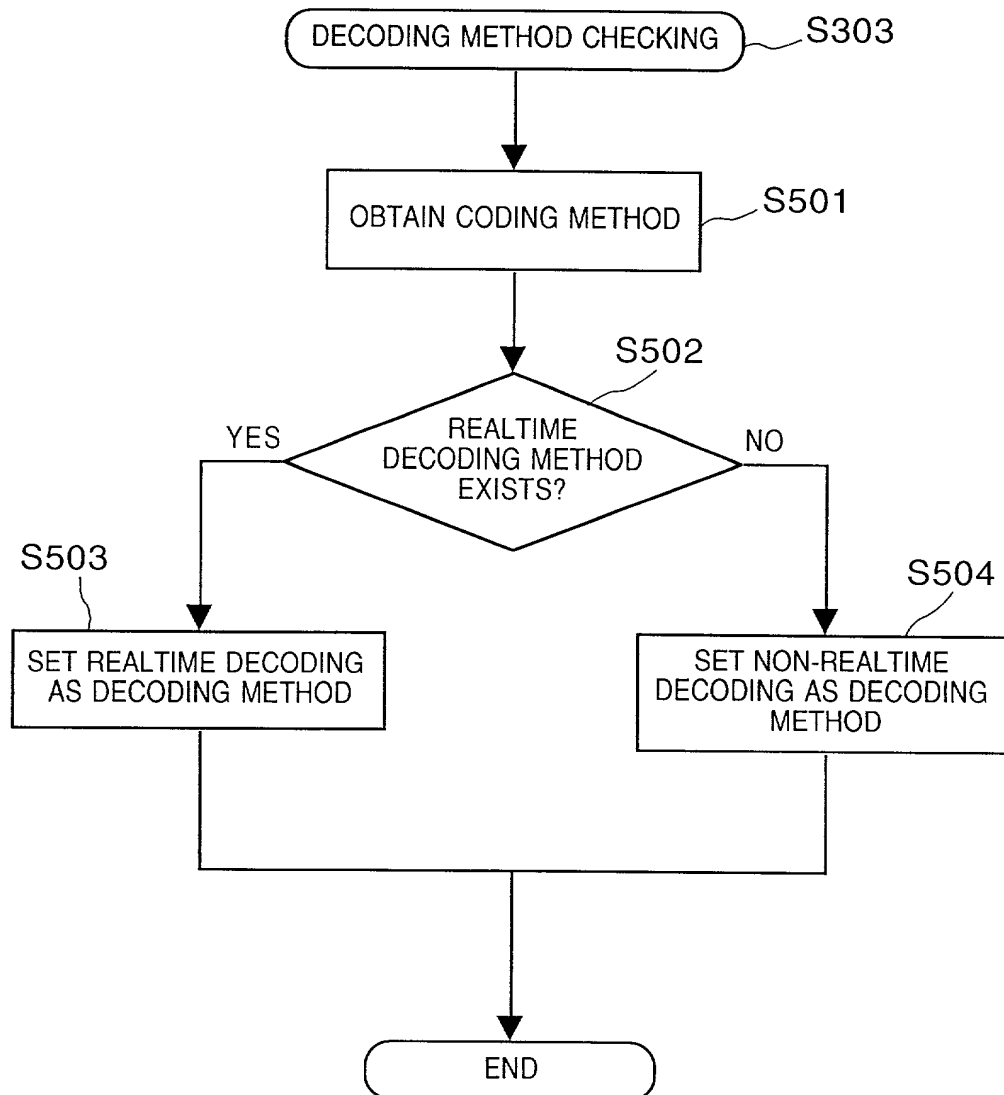 DECODING METHOD CHECKING
S303
OBTAIN CODING METHOD
S501
S502
REALTIME
DECODING METHOD
EXISTS?
YES
NO
S503
SET REALTIME DECODING
AS DECODING METHOD
S504
SET NON-REALTIME
DECODING AS DECODING
METHOD
END